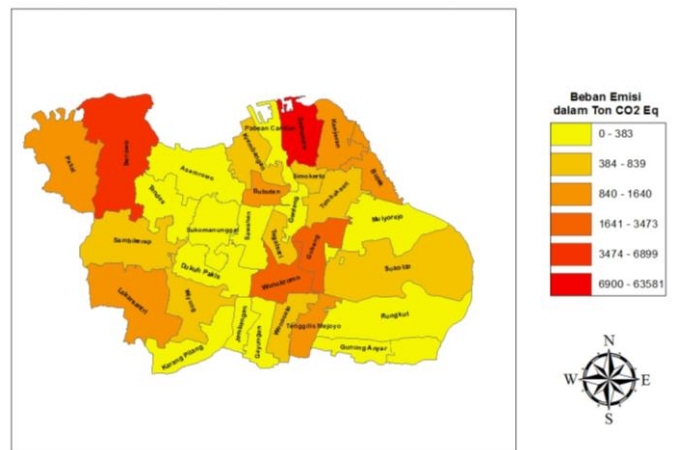 Beban Emisi
dalam Ton CO2 Eq
0 - 383
384 - 839
840 - 1640
1641 - 3473
3474 - 6899
6900 - 63581
N
W
E
S
Pabean Cantian
Semampir
Kenjeran
Benowo
Krembangan
Pakal
Asemrowo
Simokerto
Bulak
Tandes
Bubutan
Tambaksari
Genteng
Mulyorejo
Sukomanunggal
Sawahan
Tegalsari
Gubeng
Sambikerep
Dukuh Pakis
Sukolilo
Wonokromo
Lakarsantri
Wiyung
Jambangan
Gayungan
Wonocolo
Tenggilis Mejoyo
Rungkut
Karang Pilang
Gunung Anyar